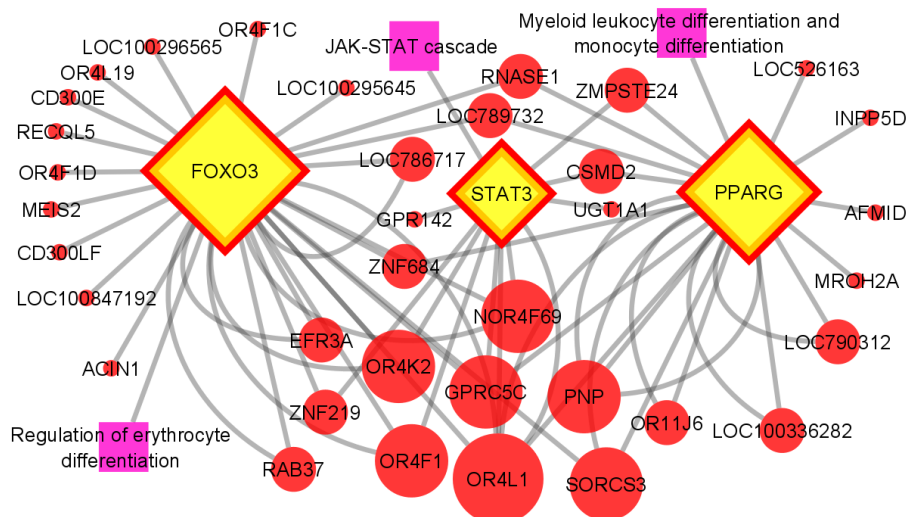 Myeloid leukocyte differentiation and
monocyte differentiation
OR4F1C
LOC100296565
JAK-STAT cascade
OR4L19
RNASE1
LOC526163
CD300E
LOC100295645
ZMPSTE24
LOC789732
INPP5D
RECQL5
LOC786717
FOXO3
OR4F1D
CSMD2
STAT3
PPARG
MEIS2
GPR142
UGT1A1
AFMID
CD300LF
ZNF684
MROH2A
LOC100847192
NOR4F69
EFR3A
LOC790312
ACIN1
OR4K2
GPRC5C
PNP
ZNF219
OR11J6
LOC100336282
Regulation of erythrocyte
differentiation
RAB37
OR4F1
OR4L1
SORCS3